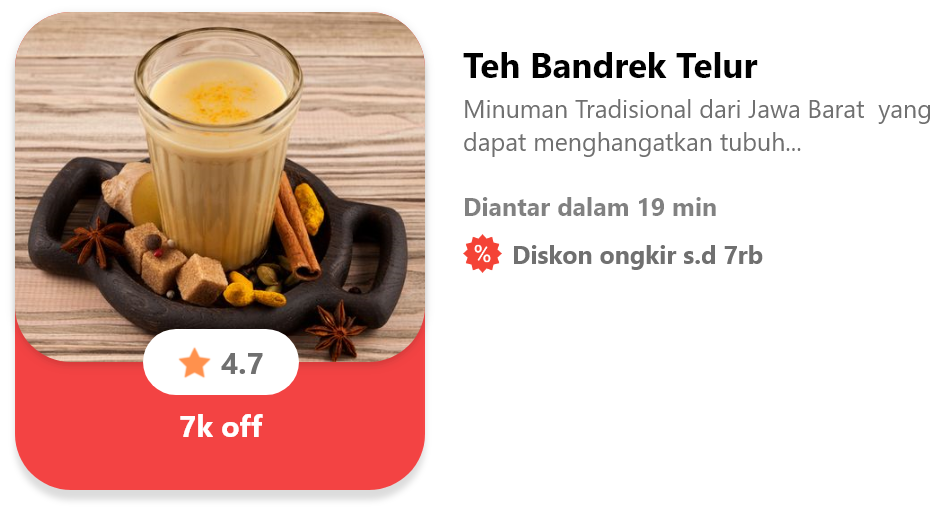 Teh Bandrek Telur
Minuman Tradisional dari Jawa Barat  yang
dapat menghangatkan tubuh...
Diantar dalam 19 min
% Diskon ongkir s.d 7rb
4.7
7k off